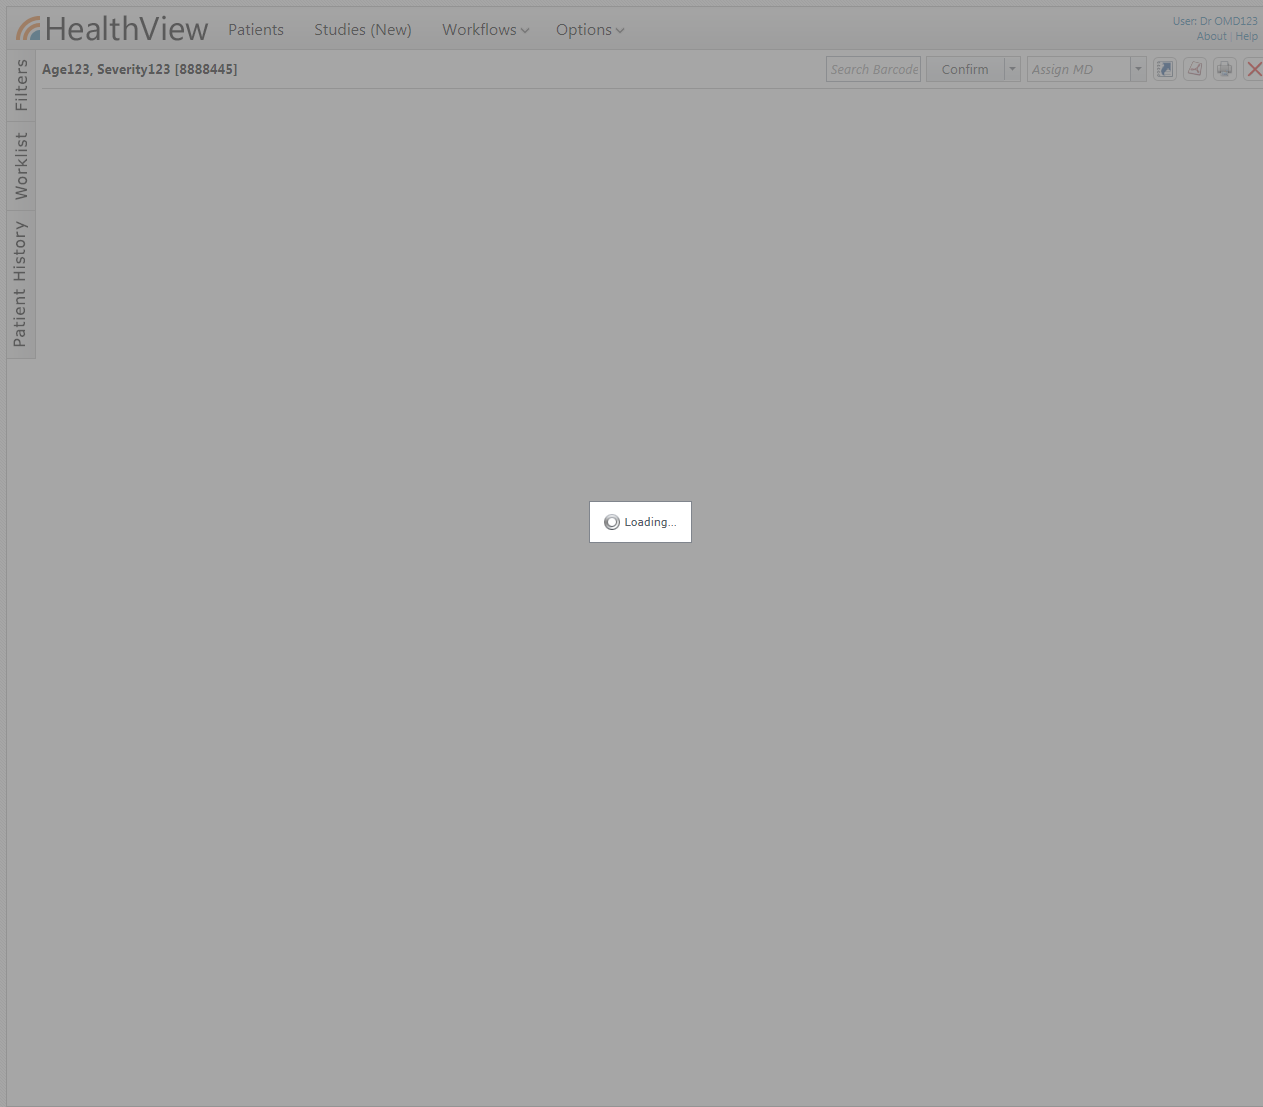 HealthView Patients Studies (New) Workflows Options
User: Dr OMD123
About | Help
Age123, Severity123 [8888445] Search Barcode Confirm Assign MD
Filters
Worklist
Patient History
Loading...